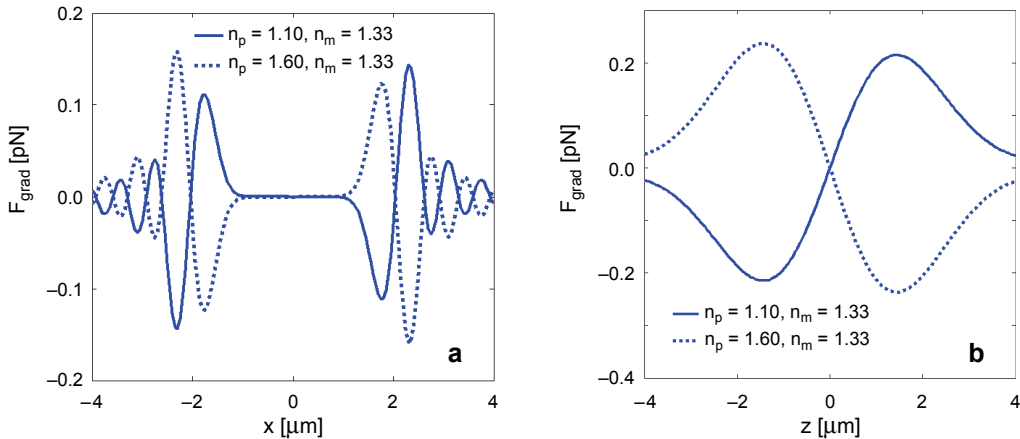 0.2
0.1
0.0
−0.1
−0.2
F_grad [pN]
n_p = 1.10, n_m = 1.33
n_p = 1.60, n_m = 1.33
a
−4
−2
0
2
4
x [μm]
0.2
0.0
−0.2
−0.4
F_grad [pN]
n_p = 1.10, n_m = 1.33
n_p = 1.60, n_m = 1.33
b
−4
−2
0
2
4
z [μm]